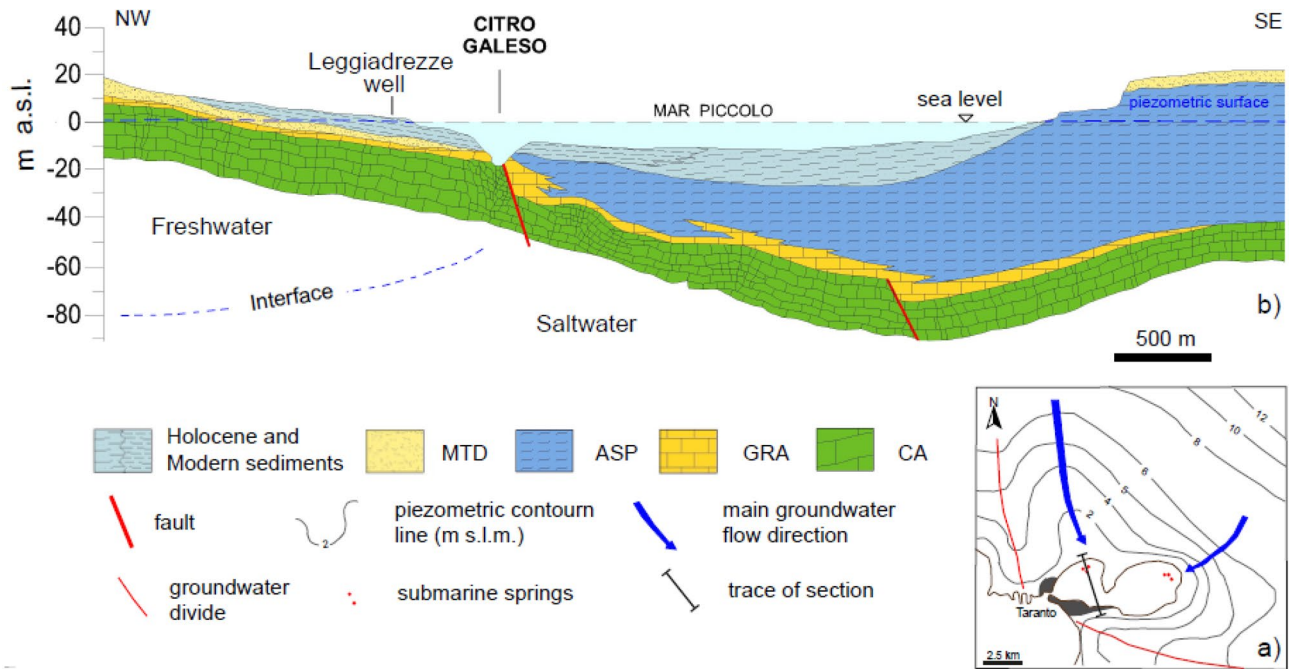 NW
CITRO
GALESO
SE
Leggiadrezze
well
MAR PICCOLO
sea level
piezometric surface
m a.s.l.
40
20
0
-20
-40
-60
-80
Freshwater
Interface
Saltwater
b)
500 m
Holocene and
Modern sediments
MTD
ASP
GRA
CA
fault
2
piezometric contourn
line (m s.l.m.)
main groundwater
flow direction
groundwater
divide
submarine springs
trace of section
N
12
10
8
6
5
4
2
Taranto
2.5 km
a)